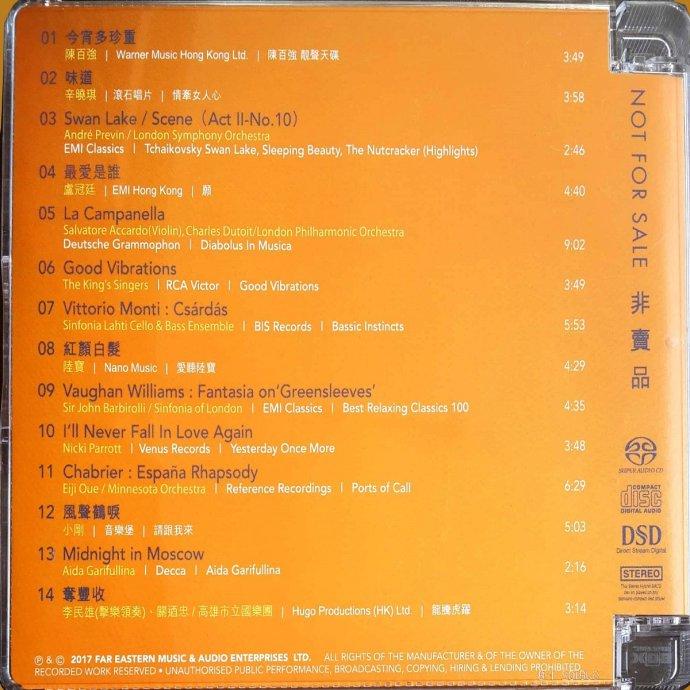 01 今宵多珍重
陳百強 | Warner Music Hong Kong Ltd. | 陳百強 靚聲天碟 3:49
02 味道
辛曉琪 | 滾石唱片 | 情牽女人心 3:58
03 Swan Lake / Scene (Act II-No.10)
André Previn / London Symphony Orchestra
EMI Classics | Tchaikovsky Swan Lake, Sleeping Beauty, The Nutcracker (Highlights) 2:46
04 最愛是誰
盧冠廷 | EMI Hong Kong | 願 4:40
05 La Campanella
Salvatore Accardo(Violin), Charles Dutoit/London Philharmonic Orchestra
Deutsche Grammophon | Diabolus In Musica 9:02
06 Good Vibrations
The King's Singers | RCA Victor | Good Vibrations 3:49
07 Vittorio Monti : Csárdás
Sinfonia Lahti Cello & Bass Ensemble | BIS Records | Bassic Instincts 5:53
08 紅顏白髮
陸寶 | Nano Music | 愛聽陸寶 4:29
09 Vaughan Williams : Fantasia on‘Greensleeves’
Sir John Barbirolli / Sinfonia of London | EMI Classics | Best Relaxing Classics 100 4:35
10 I'll Never Fall In Love Again
Nicki Parrott | Venus Records | Yesterday Once More 3:48
11 Chabrier : España Rhapsody
Eiji Oue / Minnesota Orchestra | Reference Recordings | Ports of Call 6:29
12 風聲鶴唳
小剛 | 音樂堡 | 請跟我來 5:03
13 Midnight in Moscow
Aida Garifullina | Decca | Aida Garifullina 2:16
14 奪豐收
李民雄(擊樂領奏)、關迺忠 / 高雄市立國樂團 | Hugo Productions (HK) Ltd. | 龍騰虎躍 3:14
℗ & © 2017 FAR EASTERN MUSIC & AUDIO ENTERPRISES LTD. ALL RIGHTS OF THE MANUFACTURER & OF THE OWNER OF THE
RECORDED WORK RESERVED • UNAUTHORISED PUBLIC PERFORMANCE, BROADCASTING, COPYING, HIRING & LENDING PROHIBITED.
NOT FOR SALE 非賣品
SUPER AUDIO CD
COMPACT
disc
DIGITAL AUDIO
DSD
Direct Stream Digital
STEREO